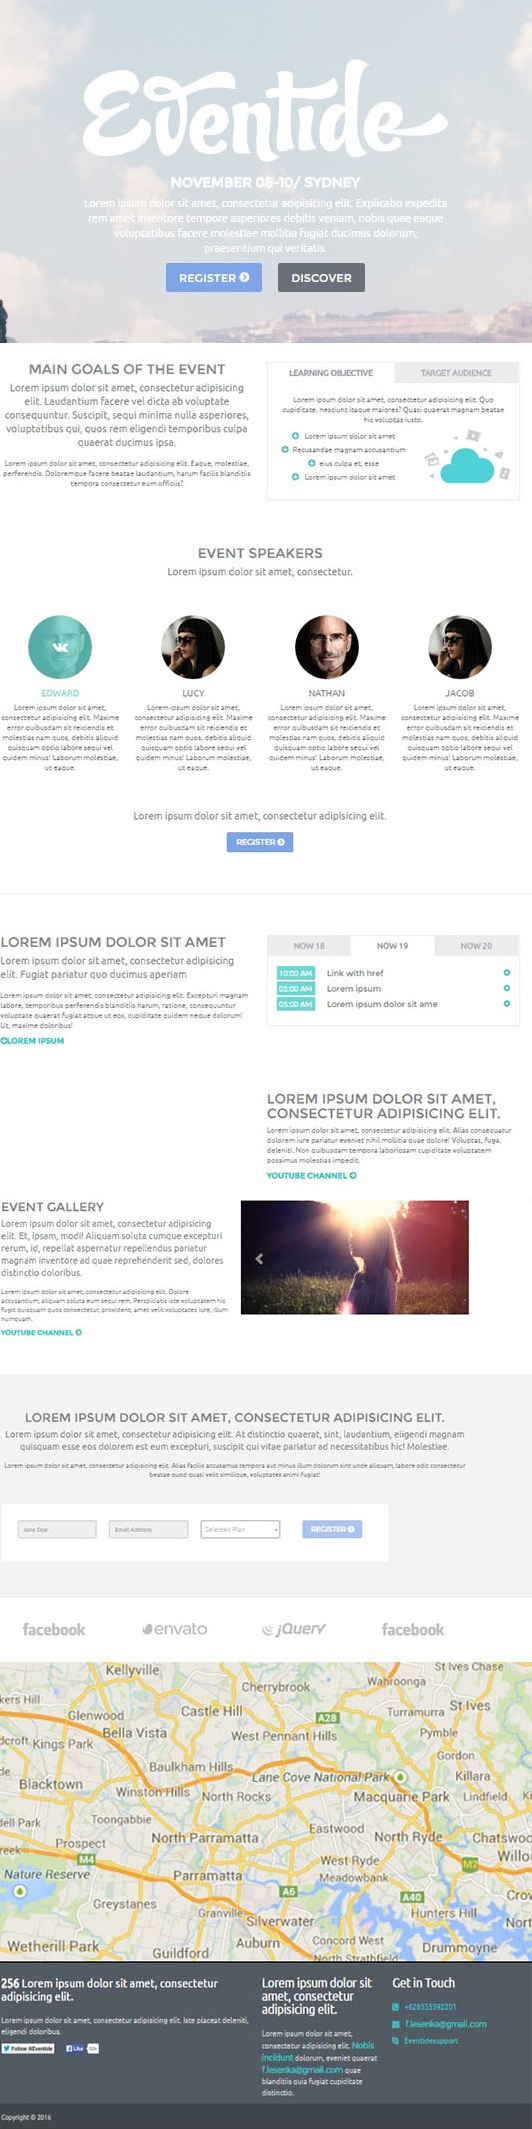 Eventide
NOVEMBER 08-10/ SYDNEY
Lorem ipsum dolor sit amet, consectetur adipisicing elit. Explicabo expedita
rem amet inventore tempore asperiores debitis veniam, nobis quae eaque
voluptatibus facere molestiae mollitia fugiat ducimus dolorum,
praesentium qui veritatis.
REGISTER
DISCOVER
MAIN GOALS OF THE EVENT
Lorem ipsum dolor sit amet, consectetur adipisicing
elit. Laudantium facere vel dicta ab voluptate
consequuntur. Suscipit, sequi minima nulla asperiores,
voluptatibus qui, quos rem eligendi temporibus culpa
quaerat ducimus ipsa.
Lorem ipsum dolor sit amet, consectetur adipisicing elit. Eaque, molestiae,
perferendis. Doloremque facere beatae laudantium, harum facilis blanditiis
tempora consectetur eum officiis?
LEARNING OBJECTIVE
TARGET AUDIENCE
Lorem ipsum dolor sit amet, consectetur adipisicing elit. Quo
cupiditate, nesciunt itaque maiores? Quasi quaerat magnam beatae
hic voluptas iusto.
Lorem ipsum dolor sit amet
Recusandae magnam accusantium
eius culpa et, esse
Lorem ipsum dolor sit amet
EVENT SPEAKERS
Lorem ipsum dolor sit amet, consectetur.
EDWARD
Lorem ipsum dolor sit amet,
consectetur adipisicing elit. Maxime
error quibusdam sit reiciendis et
molestias nam quos, debitis aliquid
quisquam optio labore sequi vel
quidem minus! Laborum molestiae,
ut eaque.
LUCY
Lorem ipsum dolor sit amet,
consectetur adipisicing elit. Maxime
error quibusdam sit reiciendis et
molestias nam quos, debitis aliquid
quisquam optio labore sequi vel
quidem minus! Laborum molestiae,
ut eaque.
NATHAN
Lorem ipsum dolor sit amet,
consectetur adipisicing elit. Maxime
error quibusdam sit reiciendis et
molestias nam quos, debitis aliquid
quisquam optio labore sequi vel
quidem minus! Laborum molestiae,
ut eaque.
JACOB
Lorem ipsum dolor sit amet,
consectetur adipisicing elit. Maxime
error quibusdam sit reiciendis et
molestias nam quos, debitis aliquid
quisquam optio labore sequi vel
quidem minus! Laborum molestiae,
ut eaque.
Lorem ipsum dolor sit amet, consectetur adipisicing elit.
REGISTER
LOREM IPSUM DOLOR SIT AMET
Lorem ipsum dolor sit amet, consectetur adipisicing
elit. Fugiat pariatur quo ducimus aperiam
Lorem ipsum dolor sit amet, consectetur adipisicing elit. Excepturi magnam
labore, temporibus perferendis blanditiis harum, ratione, consequuntur
voluptate quaerat fugiat atque ut eos, cupiditate quidem neque dolorum!
Ut, maxime doloribus!
LOREM IPSUM
NOW 18
NOW 19
NOW 20
10:00 AM Link with href
02:00 AM Lorem ipsum
05:00 AM Lorem ipsum dolor sit ame
LOREM IPSUM DOLOR SIT AMET,
CONSECTETUR ADIPISICING ELIT.
Lorem ipsum dolor sit amet, consectetur adipisicing elit. Alias consequatur
dolorem iure pariatur eveniet nihil mollitia quae dolore! Voluptas, fuga,
deleniti. Non quibusdam tempora laboriosam cupiditate voluptatem
possimus molestias impedit.
YOUTUBE CHANNEL
EVENT GALLERY
Lorem ipsum dolor sit amet, consectetur adipisicing
elit. Et, ipsam, modi! Aliquam soluta cumque excepturi
rerum, id, repellat aspernatur repellendus pariatur
magnam inventore ad quae reprehenderit sed, dolores
distinctio doloribus.
Lorem ipsum dolor sit amet, consectetur adipisicing elit. Dolore
accusantium, aliquam soluta eum sequi rem. Perspiciatis iste voluptatem hic
fugit quisquam quos consectetur, provident, amet velit voluptates iure, illum
numquam.
YOUTUBE CHANNEL
LOREM IPSUM DOLOR SIT AMET, CONSECTETUR ADIPISICING ELIT.
Lorem ipsum dolor sit amet, consectetur adipisicing elit. At distinctio quaerat, sint, laudantium, eligendi magnam
quisquam esse eos dolorem est eum excepturi, suscipit qui vitae pariatur ad necessitatibus hic! Molestiae.
Lorem ipsum dolor sit amet, consectetur adipisicing elit. Alias facilis accusamus tempora aut minus illum dolorum sint unde aliquam, labore odit consectetur
beatae quod quasi velit similique, voluptates animi fugiat!
Jane Doe
Email Address
Selected Plan
REGISTER
facebook
envato
jQuery
facebook
Kellyville
St Ives Chase
Wahroonga
Cherrybrook
kers Hill
Glenwood
Castle Hill
A28
Turramurra
St Ives
Bella Vista
West Pennant Hills
Pymble
dcroft
Kings Park
Gordon
Baulkham Hills
Lane Cove National Park
Killara
Blacktown
Winston Hills
North Rocks
Macquarie Park
Lindfield
Ki
dell Park
Toongabbie
Eastwood
Prospect
North Parramatta
North Ryde
Chatswoo
reek
M4
West Ryde
M2
Willo
Nature Reserve
Parramatta
Meadowbank
A6
A40
Crow
Greystanes
Granville
Silverwater
Hunters Hill
Nort
Wetherill Park
Auburn
Concord West
Drummoyne
Guildford
North Strathfield
256 Lorem ipsum dolor sit amet, consectetur
adipisicing elit.
Lorem ipsum dolor sit amet, consectetur adipisicing elit. Iste placeat deleniti,
eligendi doloribus.
Follow @Eventide
Like
Lorem ipsum dolor sit
amet, consectetur
adipisicing elit.
Lorem ipsum dolor sit amet,
consectetur adipisicing elit. Nobis
incidunt dolorum, eveniet quaerat
f.lesenka@gmail.com quae
blanditiis quia fugiat cupiditate
distinctio.
Get in Touch
+628535392201
f.lesenka@gmail.com
Eventidesupport
Copyright © 2016